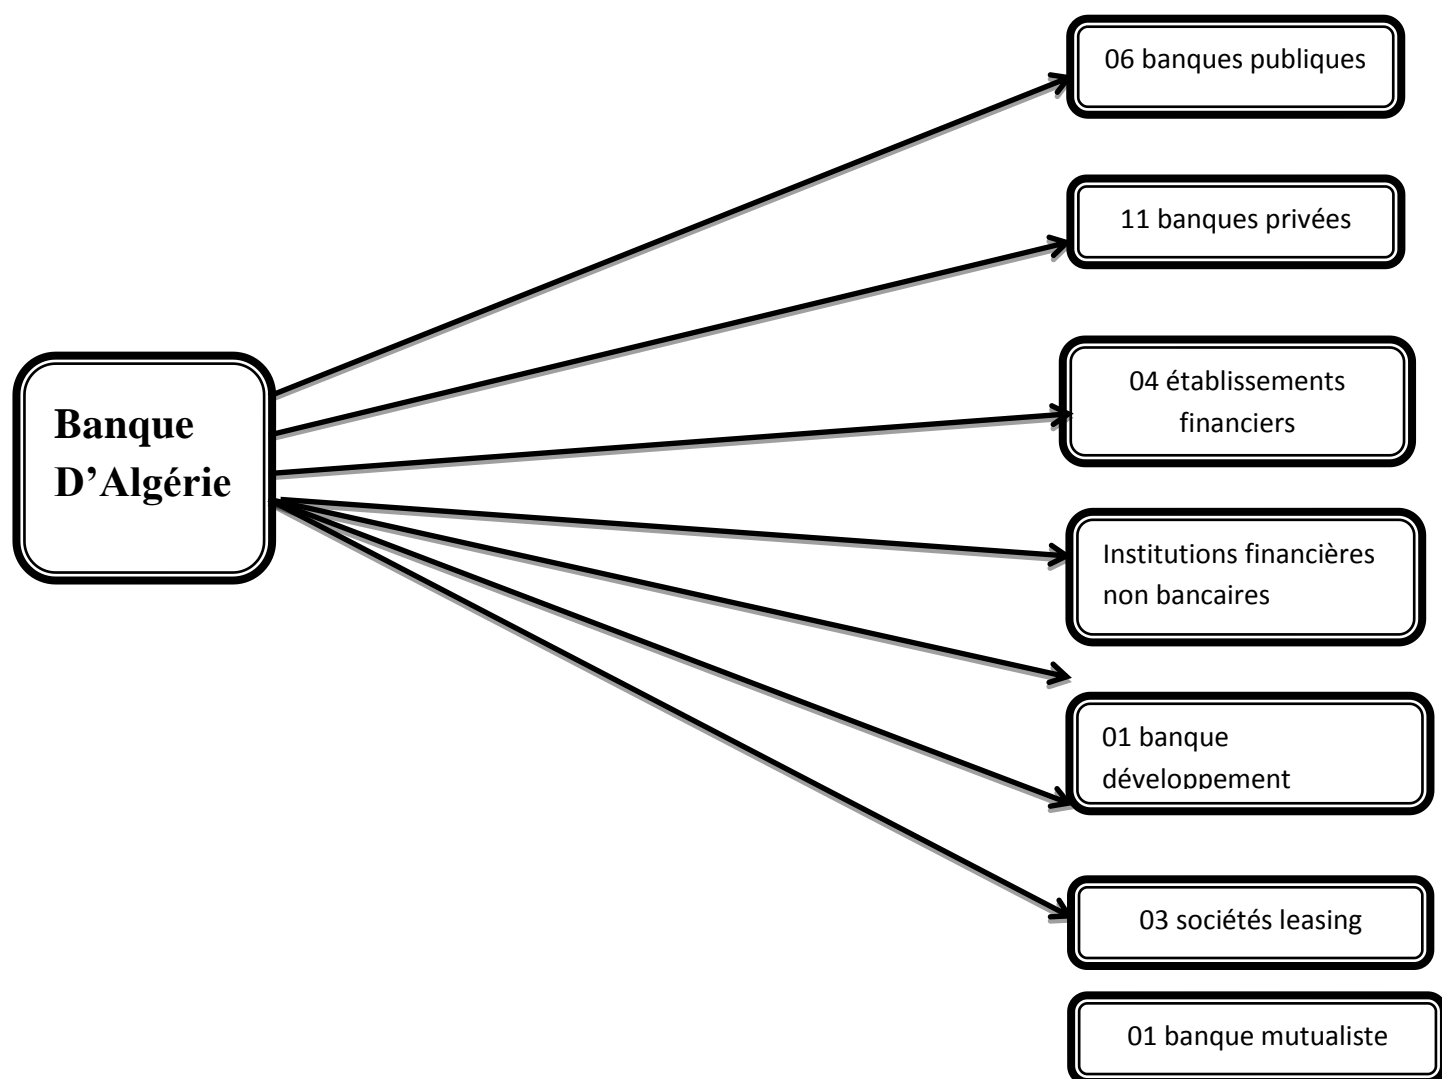 06 banques publiques
11 banques privées
04 établissements
financiers
Banque
D’Algérie
Institutions financières
non bancaires
01 banque
développement
03 sociétés leasing
01 banque mutualiste